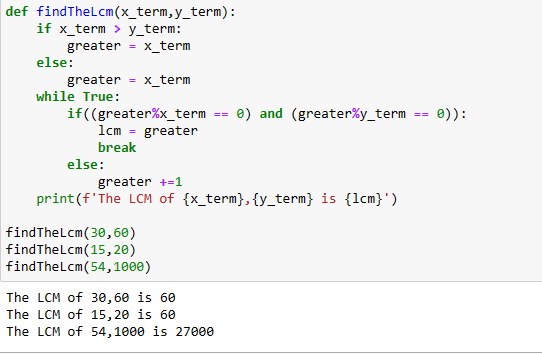 def findTheLcm(x_term,y_term):
    if x_term > y_term:
        greater = x_term
    else:
        greater = x_term
    while True:
        if((greater%x_term == 0) and (greater%y_term == 0)):
            lcm = greater
            break
        else:
            greater +=1
    print(f'The LCM of {x_term},{y_term} is {lcm}')
findTheLcm(30,60)
findTheLcm(15,20)
findTheLcm(54,1000)
The LCM of 30,60 is 60
The LCM of 15,20 is 60
The LCM of 54,1000 is 27000